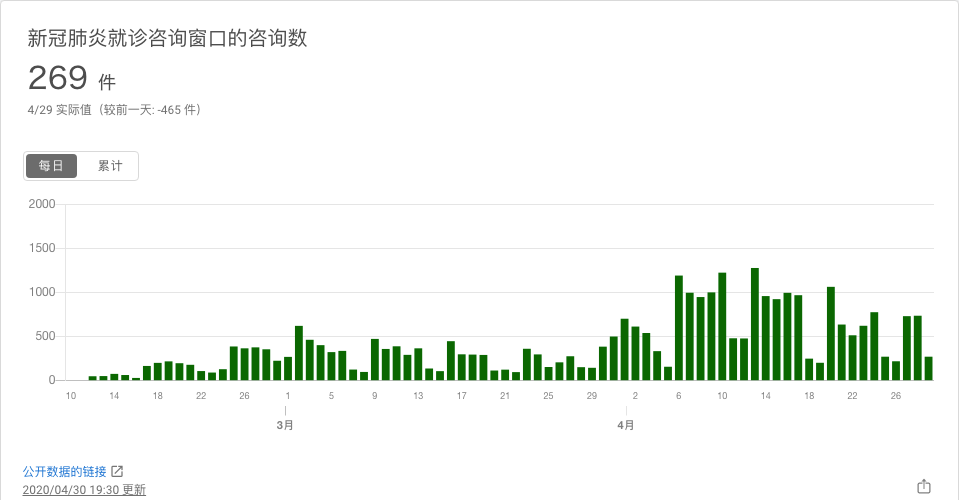 新冠肺炎就诊咨询窗口的咨询数
269 件
4/29 实际值（较前一天: -465 件）
每日 累计
2000
1500
1000
500
0
10 14 18 22 26 1 5 9 13 17 21 25 29 2 6 10 14 18 22 26
3月 4月
公开数据的链接
2020/04/30 19:30 更新